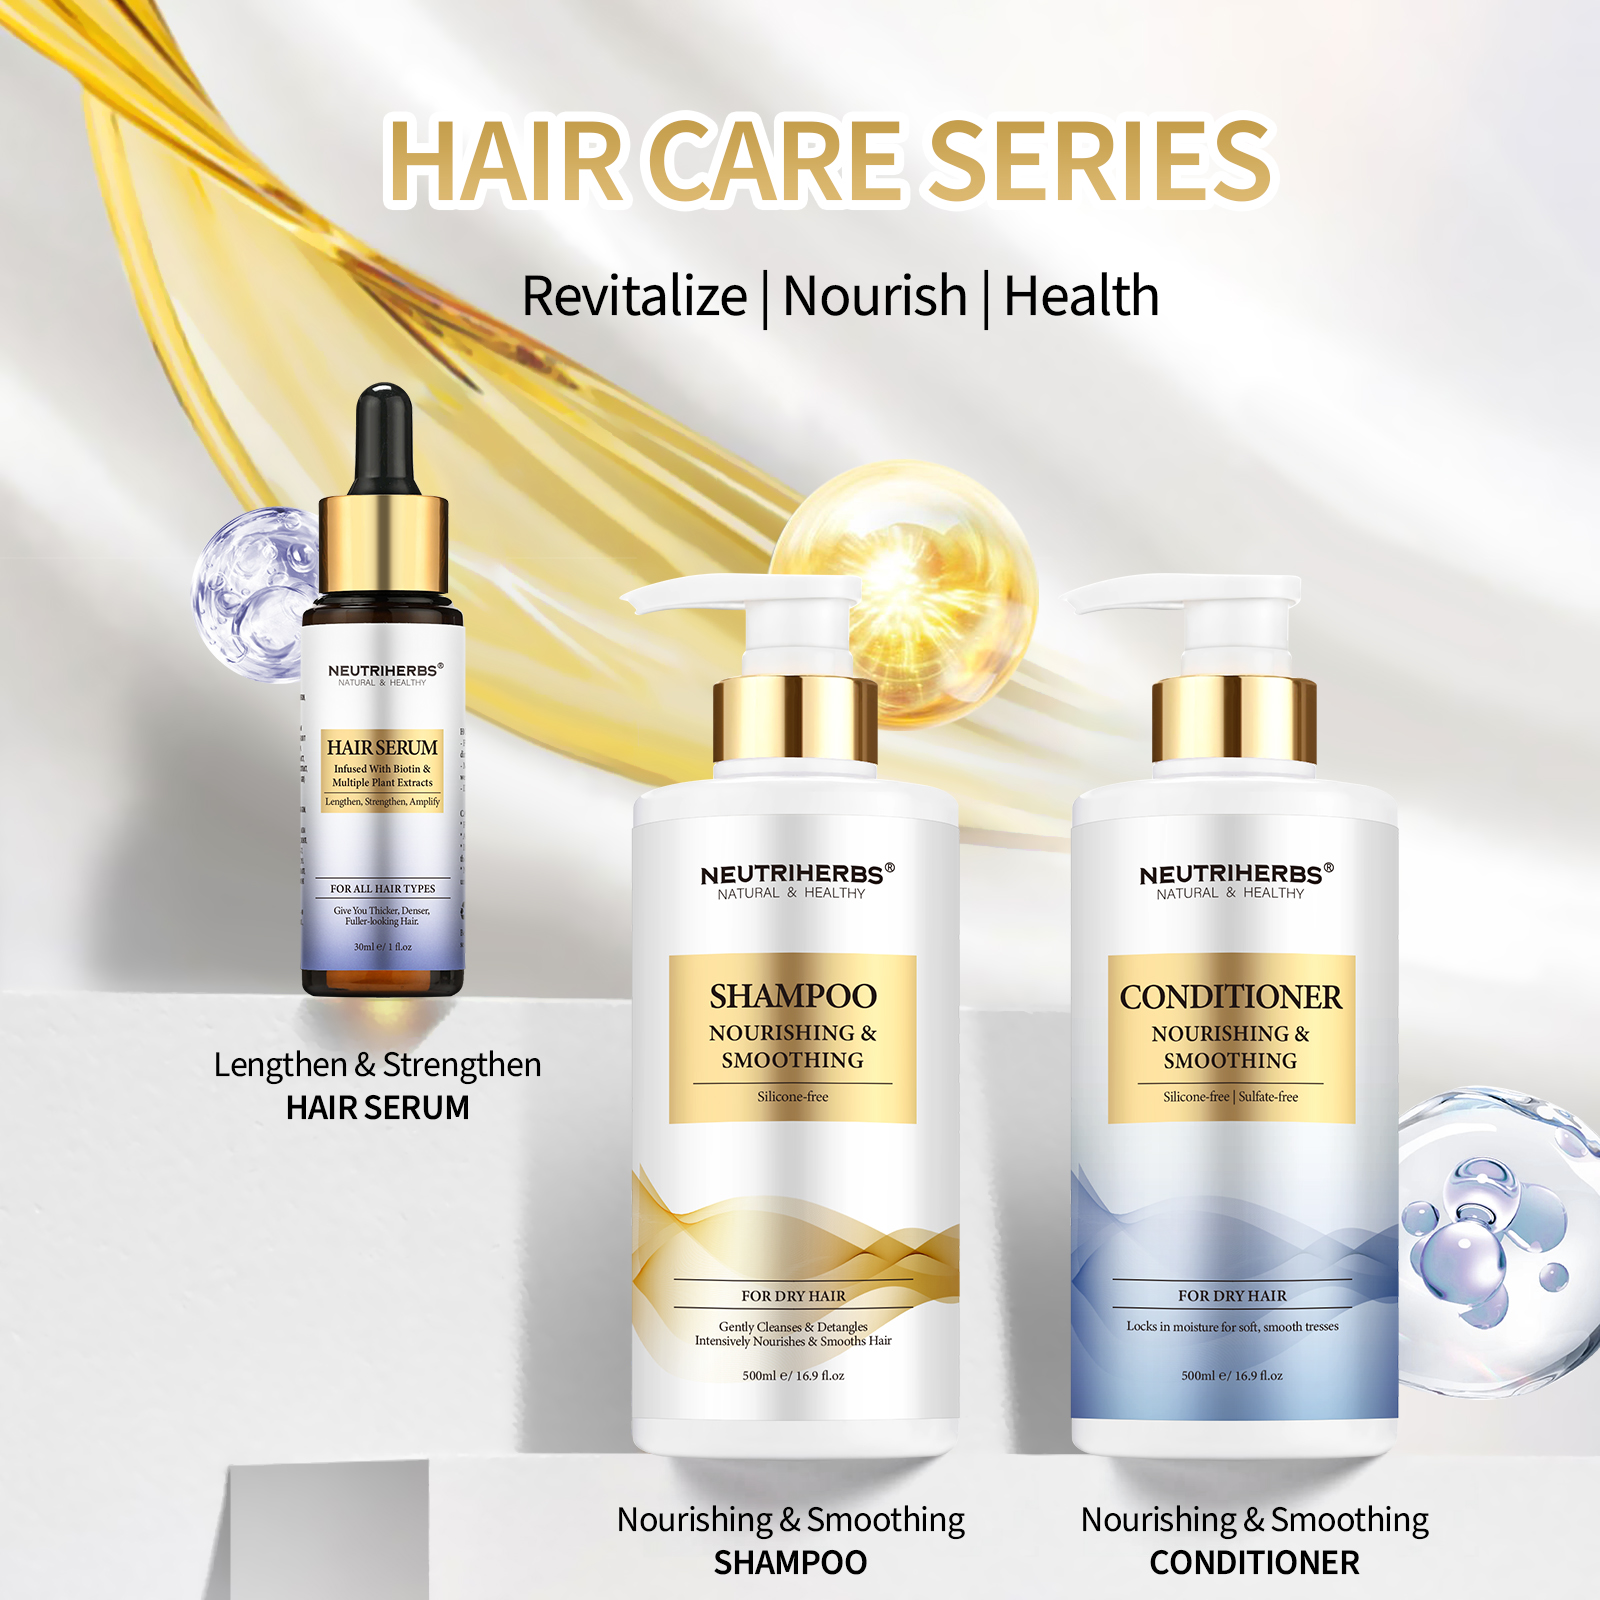 HAIR CARE SERIES
Revitalize | Nourish | Health
NEUTRIHERBS®
NATURAL & HEALTHY
HAIR SERUM
Infused With Biotin &
Multiple Plant Extracts
Lengthen, Strengthen, Amplify
FOR ALL HAIR TYPES
Give You Thicker, Denser,
Fuller-looking Hair.
30ml ℮/ 1 fl.oz
Lengthen & Strengthen
HAIR SERUM
NEUTRIHERBS®
NATURAL & HEALTHY
SHAMPOO
NOURISHING &
SMOOTHING
Silicone-free
FOR DRY HAIR
Gently Cleanses & Detangles
Intensively Nourishes & Smooths Hair
500ml ℮/ 16.9 fl.oz
Nourishing & Smoothing
SHAMPOO
NEUTRIHERBS®
NATURAL & HEALTHY
CONDITIONER
NOURISHING &
SMOOTHING
Silicone-free | Sulfate-free
FOR DRY HAIR
Locks in moisture for soft, smooth tresses
500ml ℮/ 16.9 fl.oz
Nourishing & Smoothing
CONDITIONER